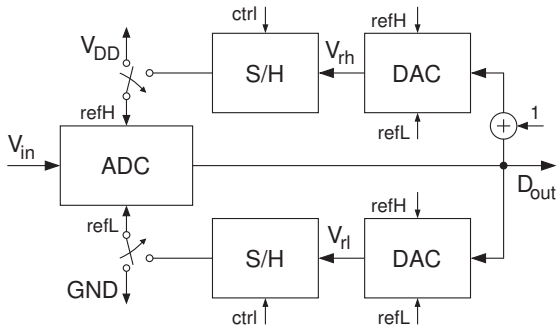 ctrl
refH
V_DD
S/H
V_rh
DAC
refH
refL
1
V_in
ADC
D_out
refL
refH
V_rl
S/H
DAC
GND
ctrl
refL